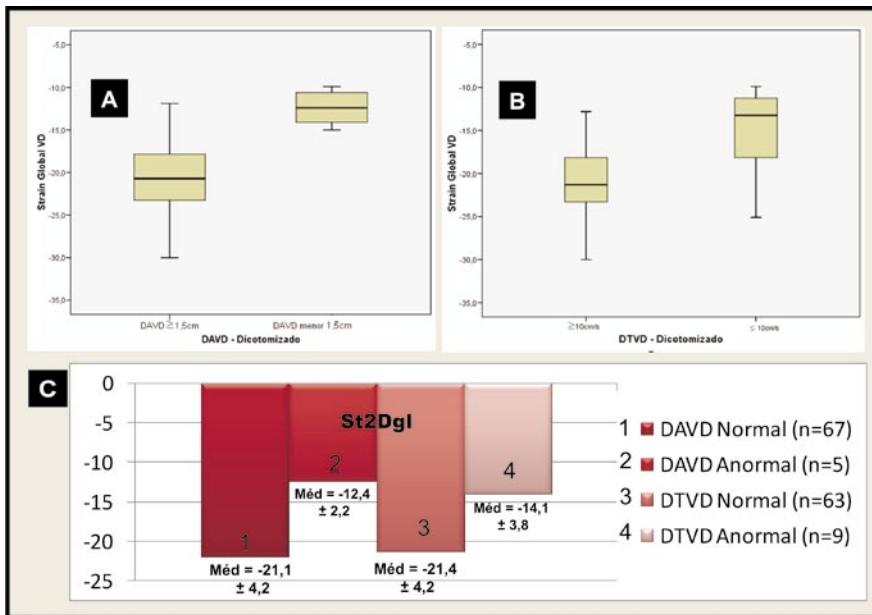 A
Strain Global VD
-5,0
-10,0
-15,0
-20,0
-25,0
-30,0
-35,0
DAVD ≥1,5cm
DAVD menor 1,5cm
DAVD - Dicotomizado
B
Strain Global VD
-5,0
-10,0
-15,0
-20,0
-25,0
-30,0
-35,0
≥10cm/s
≤ 10cm/s
DTVD - Dicotomizado
C
0
-5
-10
-15
-20
-25
St2Dgl
1
Méd = -21,1
± 4,2
2
Méd = -12,4
± 2,2
3
Méd = -21,4
± 4,2
4
Méd = -14,1
± 3,8
1 DAVD Normal (n=67)
2 DAVD Anormal (n=5)
3 DTVD Normal (n=63)
4 DTVD Anormal (n=9)